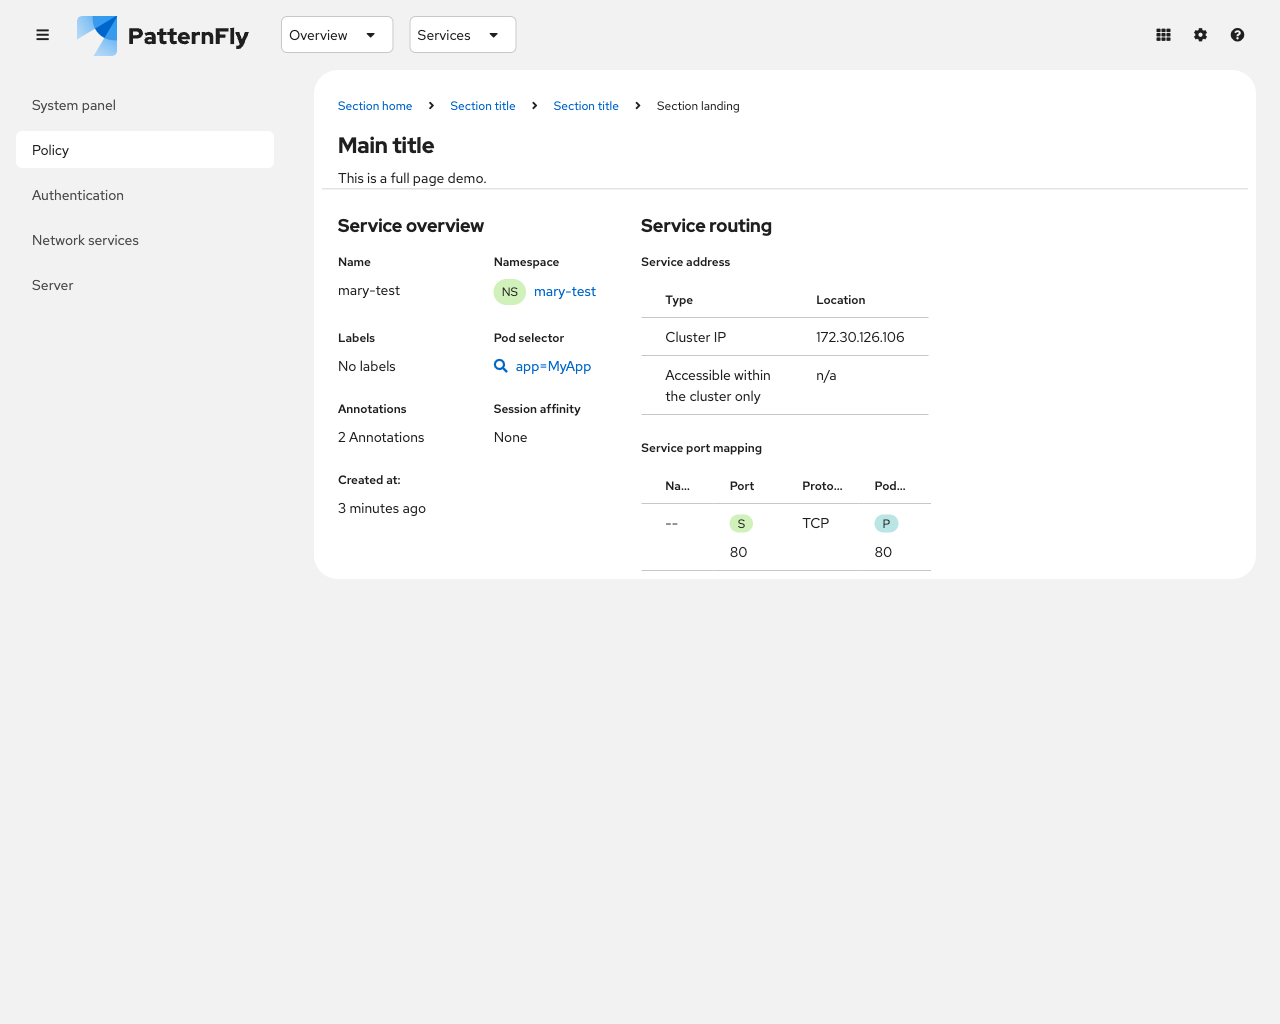 PatternFly
Overview
Services
System panel
Policy
Authentication
Network services
Server
Section home
Section title
Section title
Section landing
Main title
This is a full page demo.
Service overview
Name
mary-test
Namespace
NS mary-test
Labels
No labels
Pod selector
app=MyApp
Annotations
2 Annotations
Session affinity
None
Created at:
3 minutes ago
Service routing
Service address
Type Location
Cluster IP 172.30.126.106
Accessible within n/a
the cluster only
Service port mapping
Na... Port Proto... Pod...
-- S TCP P
80 80